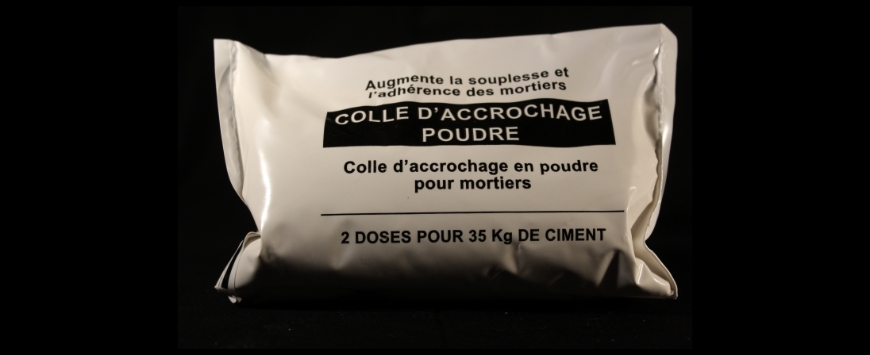 Augmente la souplesse et
l'adhérence des mortiers
COLLE D'ACCROCHAGE
POUDRE
Colle d'accrochage en poudre
pour mortiers
2 DOSES POUR 35 Kg DE CIMENT